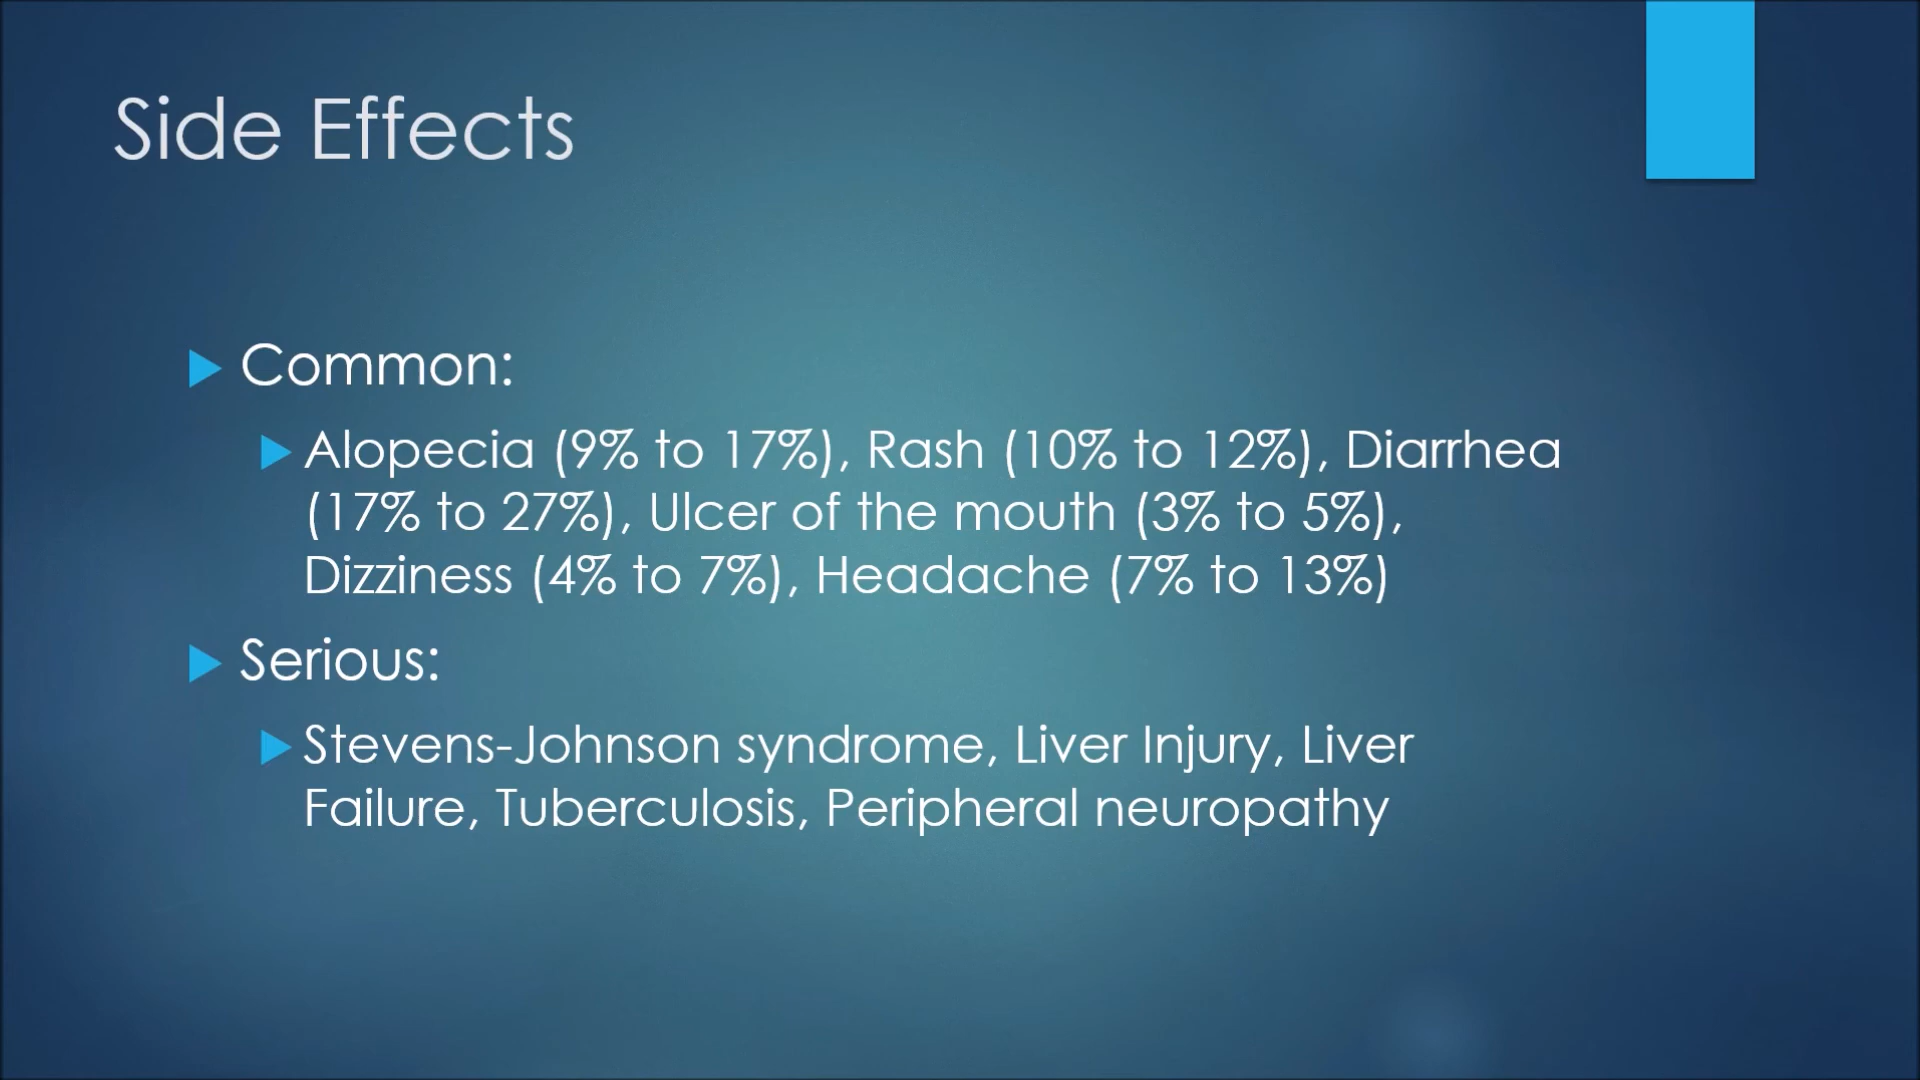 Side Effects
Common:
Alopecia (9% to 17%), Rash (10% to 12%), Diarrhea
(17% to 27%), Ulcer of the mouth (3% to 5%),
Dizziness (4% to 7%), Headache (7% to 13%)
Serious:
Stevens-Johnson syndrome, Liver Injury, Liver
Failure, Tuberculosis, Peripheral neuropathy